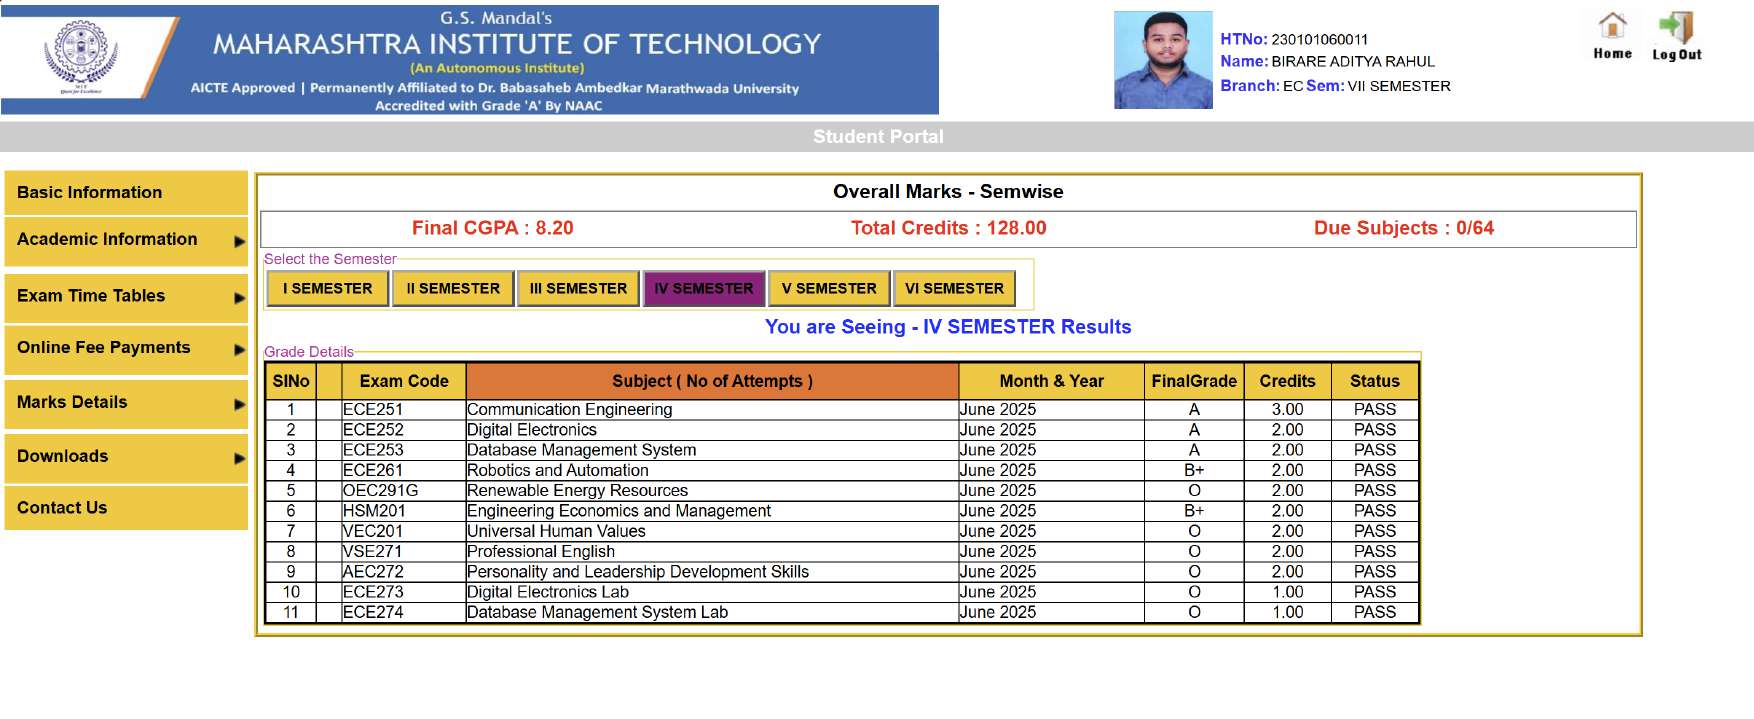 G.S. Mandal's
MAHARASHTRA INSTITUTE OF TECHNOLOGY
(An Autonomous Institute)
AICTE Approved | Permanently Affiliated to Dr. Babasaheb Ambedkar Marathwada University
Accredited with Grade 'A' By NAAC
HTNo: 230101060011
Name: BIRARE ADITYA RAHUL
Branch: EC Sem: VII SEMESTER
Home
LogOut
Student Portal
Basic Information
Academic Information
Exam Time Tables
Online Fee Payments
Marks Details
Downloads
Contact Us
Overall Marks - Semwise
Final CGPA : 8.20 Total Credits : 128.00 Due Subjects : 0/64
Select the Semester
I SEMESTER II SEMESTER III SEMESTER IV SEMESTER V SEMESTER VI SEMESTER
You are Seeing - IV SEMESTER Results
Grade Details
SlNo Exam Code Subject ( No of Attempts ) Month & Year FinalGrade Credits Status
1 ECE251 Communication Engineering June 2025 A 3.00 PASS
2 ECE252 Digital Electronics June 2025 A 2.00 PASS
3 ECE253 Database Management System June 2025 A 2.00 PASS
4 ECE261 Robotics and Automation June 2025 B+ 2.00 PASS
5 OEC291G Renewable Energy Resources June 2025 O 2.00 PASS
6 HSM201 Engineering Economics and Management June 2025 B+ 2.00 PASS
7 VEC201 Universal Human Values June 2025 O 2.00 PASS
8 VSE271 Professional English June 2025 O 2.00 PASS
9 AEC272 Personality and Leadership Development Skills June 2025 O 2.00 PASS
10 ECE273 Digital Electronics Lab June 2025 O 1.00 PASS
11 ECE274 Database Management System Lab June 2025 O 1.00 PASS